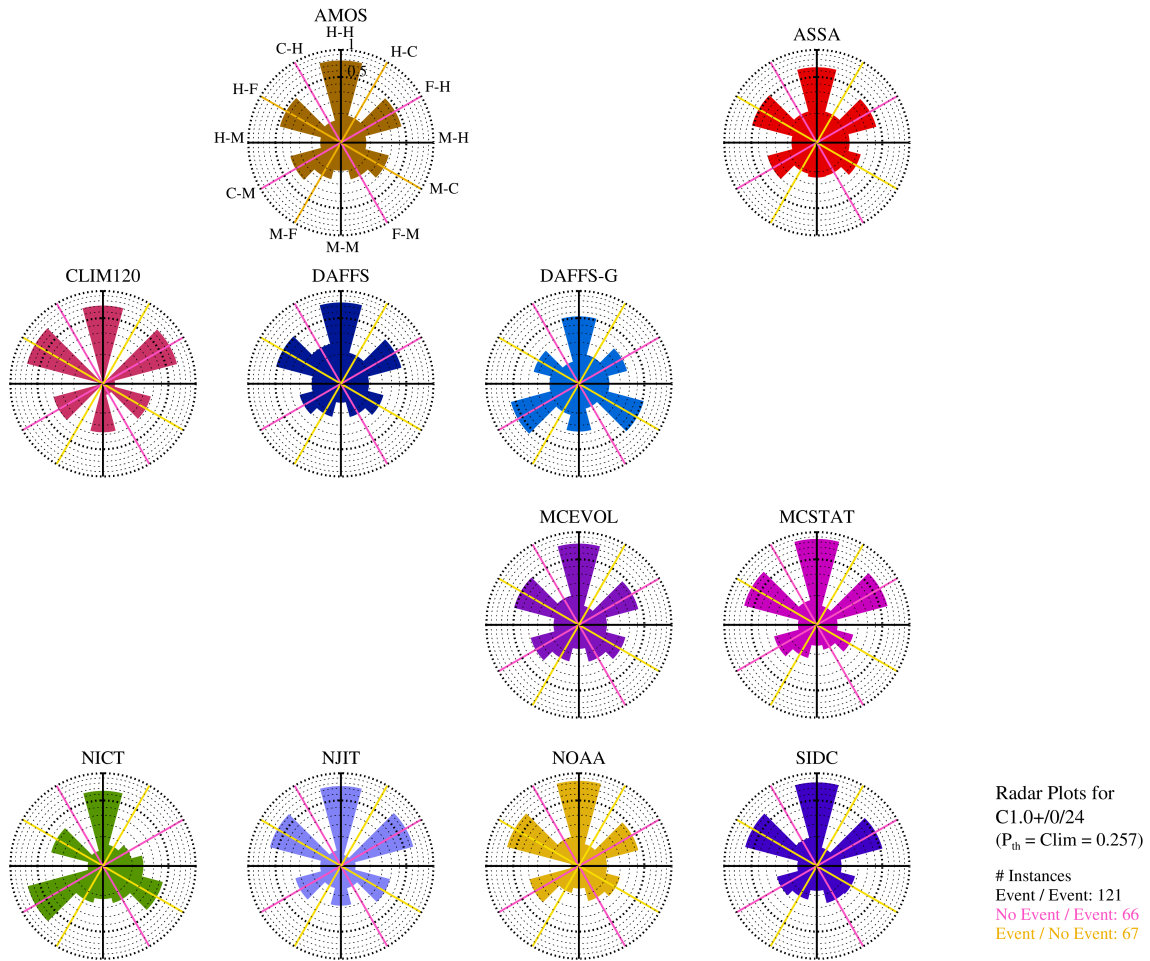 AMOS
H-H
1
0.5
C-H
H-C
H-F
F-H
H-M
M-H
C-M
M-C
M-F
F-M
M-M
ASSA
CLIM120
DAFFS
DAFFS-G
MCEVOL
MCSTAT
NICT
NJIT
NOAA
SIDC
Radar Plots for
C1.0+/0/24
(Pth = Clim = 0.257)
# Instances
Event / Event: 121
No Event / Event: 66
Event / No Event: 67